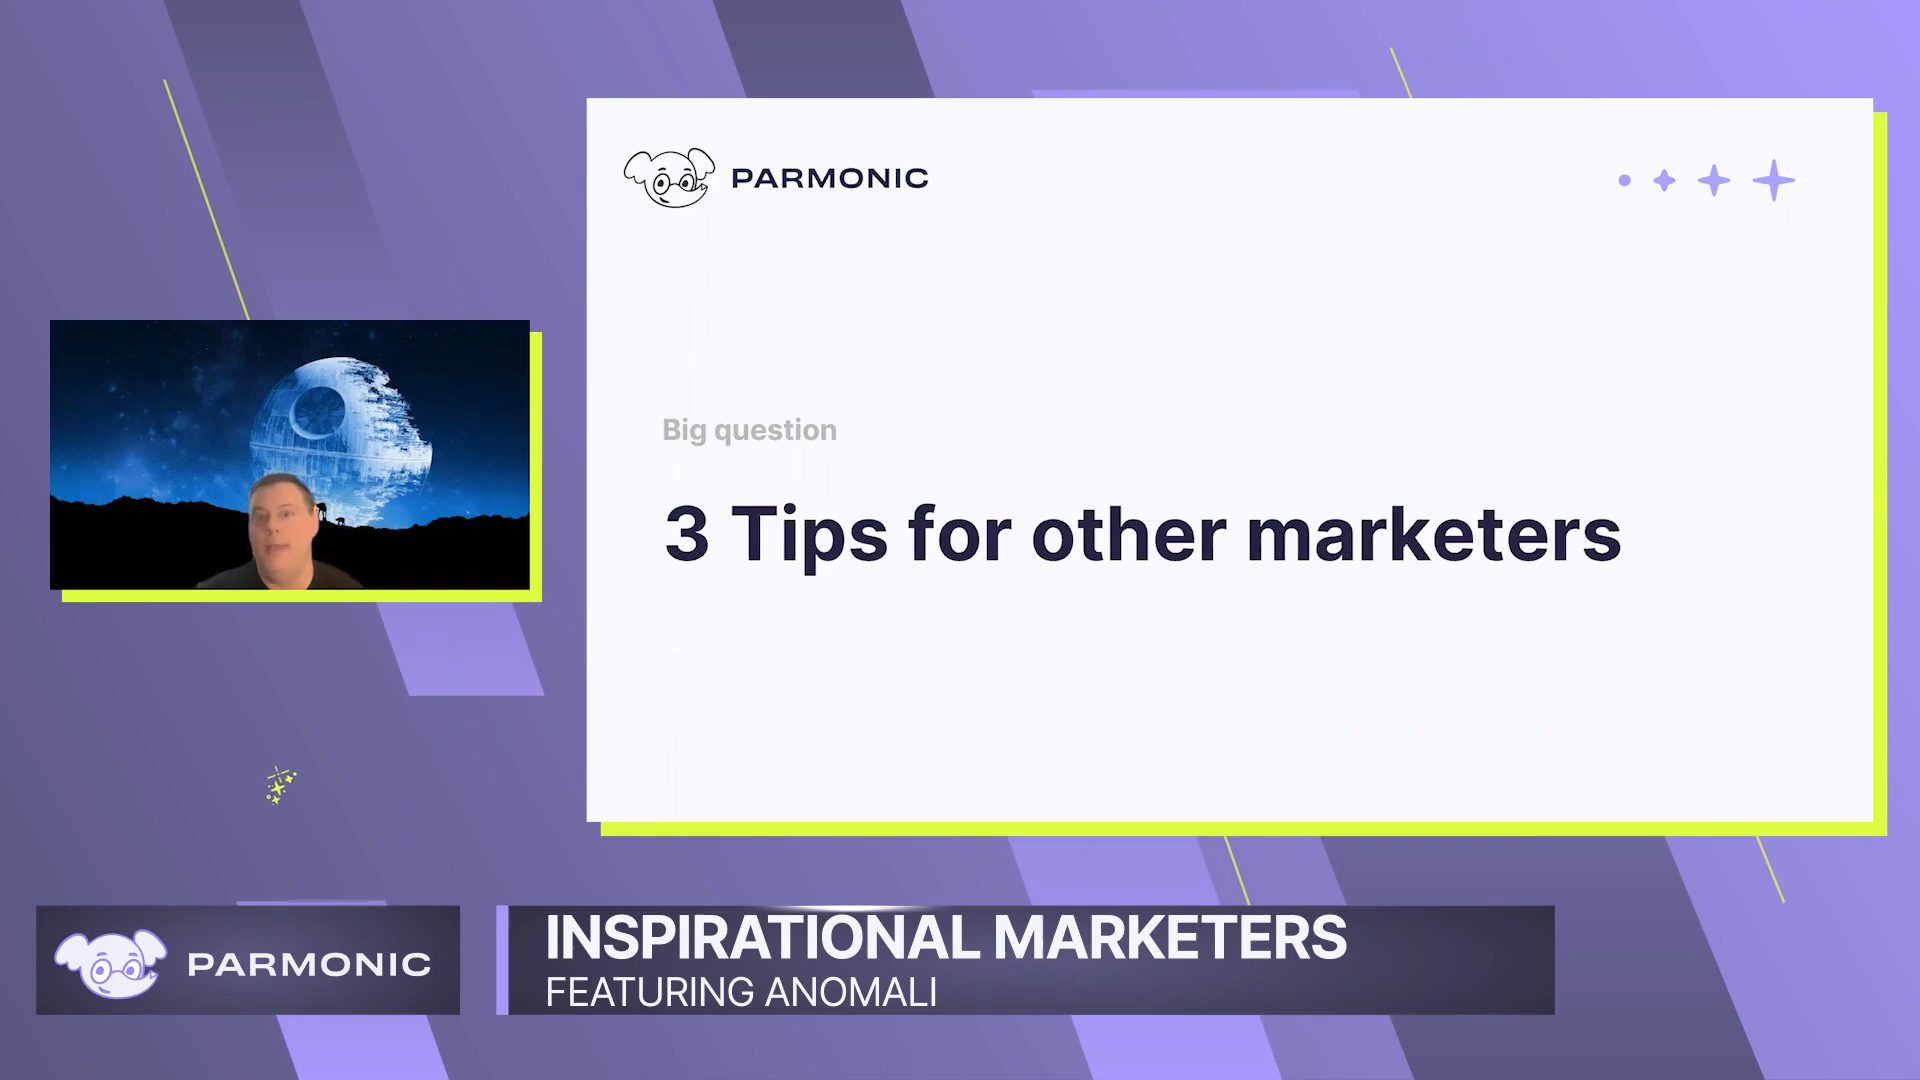 PARMONIC
Big question
3 Tips for other marketers
PARMONIC
INSPIRATIONAL MARKETERS
FEATURING ANOMALI